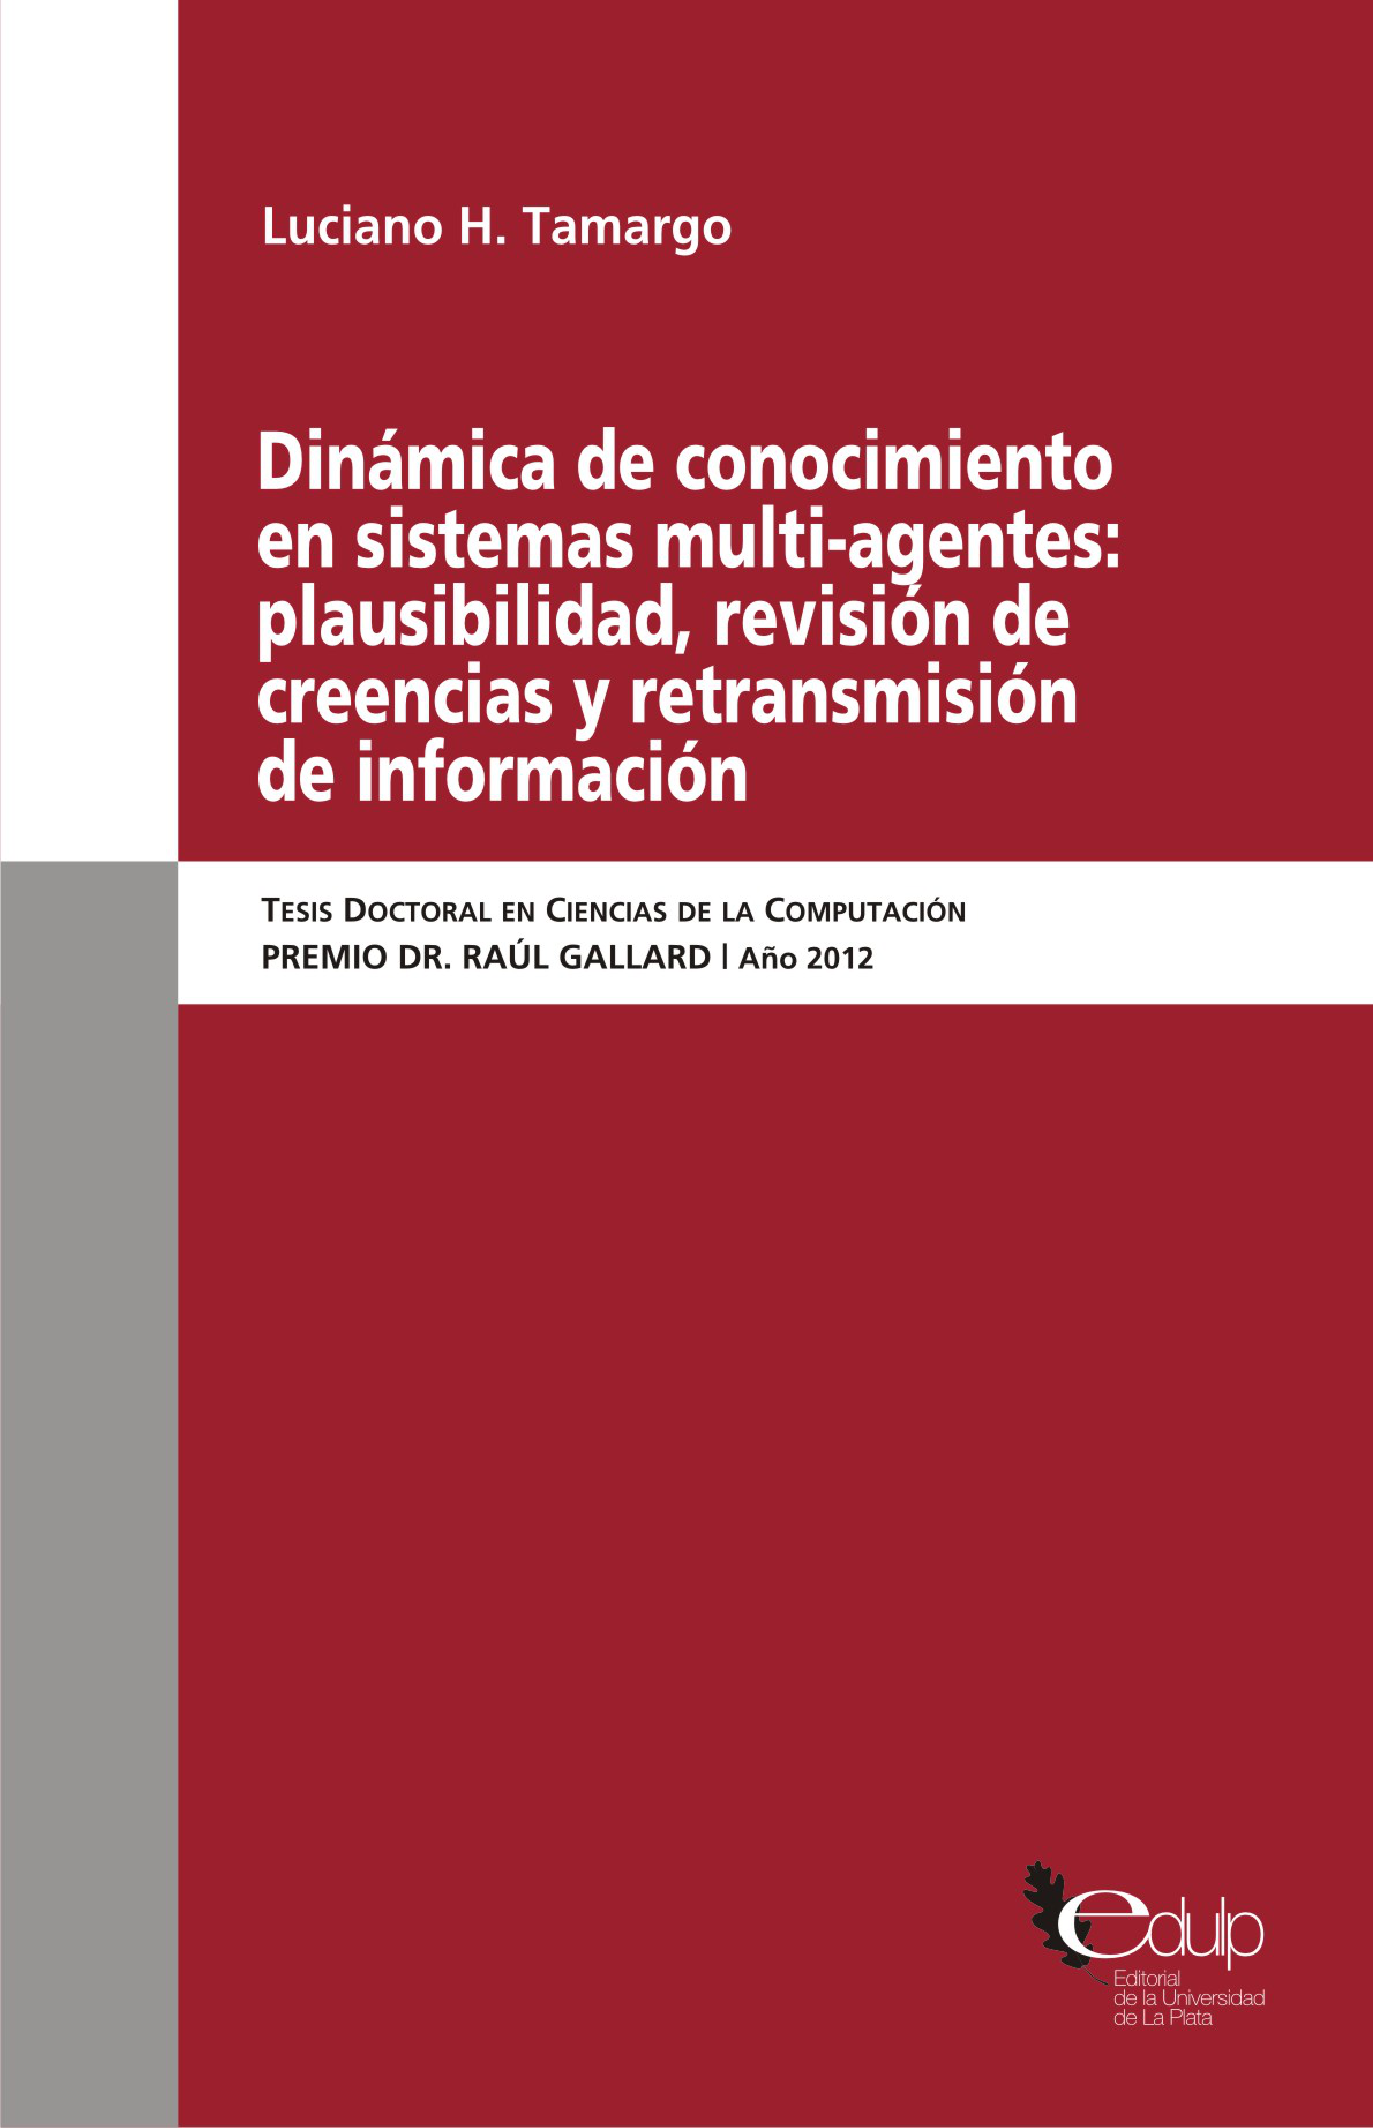 Luciano H. Tamargo
Dinámica de conocimiento
en sistemas multi-agentes:
plausibilidad, revisión de
creencias y retransmisión
de información
TESIS DOCTORAL EN CIENCIAS DE LA COMPUTACIÓN
PREMIO DR. RAÚL GALLARD | Año 2012
edulp
Editorial
de la Universidad
de La Plata